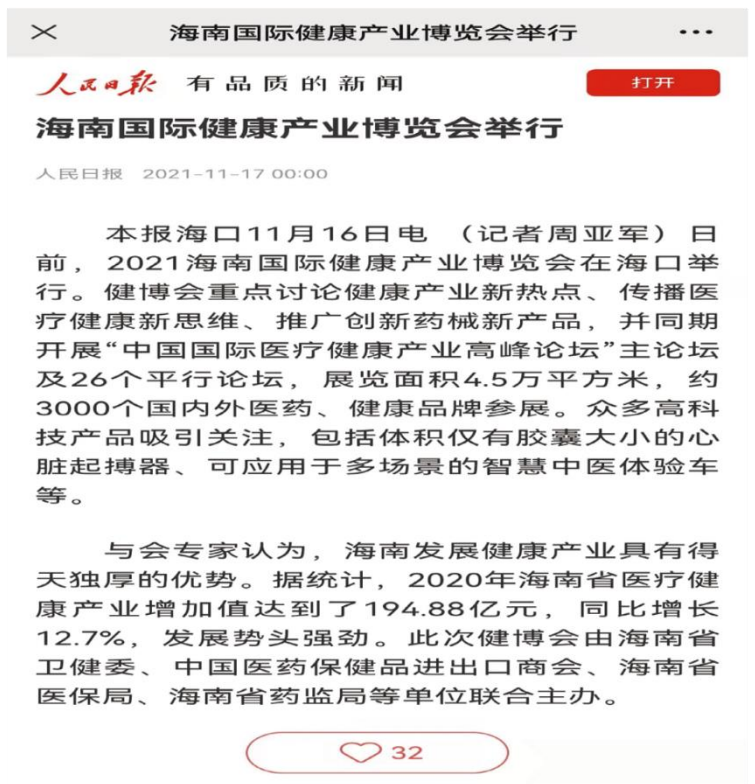 海南国际健康产业博览会举行
人民日报 有品质的新闻 打开
海南国际健康产业博览会举行
人民日报 2021-11-17 00:00
本报海口11月16日电 （记者周亚军）日
前，2021海南国际健康产业博览会在海口举
行。健博会重点讨论健康产业新热点、传播医
疗健康新思维、推广创新药械新产品，并同期
开展“中国国际医疗健康产业高峰论坛”主论坛
及26个平行论坛，展览面积4.5万平方米，约
3000个国内外医药、健康品牌参展。众多高科
技产品吸引关注，包括体积仅有胶囊大小的心
脏起搏器、可应用于多场景的智慧中医体验车
等。
与会专家认为，海南发展健康产业具有得
天独厚的优势。据统计，2020年海南省医疗健
康产业增加值达到了194.88亿元，同比增长
12.7%，发展势头强劲。此次健博会由海南省
卫健委、中国医药保健品进出口商会、海南省
医保局、海南省药监局等单位联合主办。
32